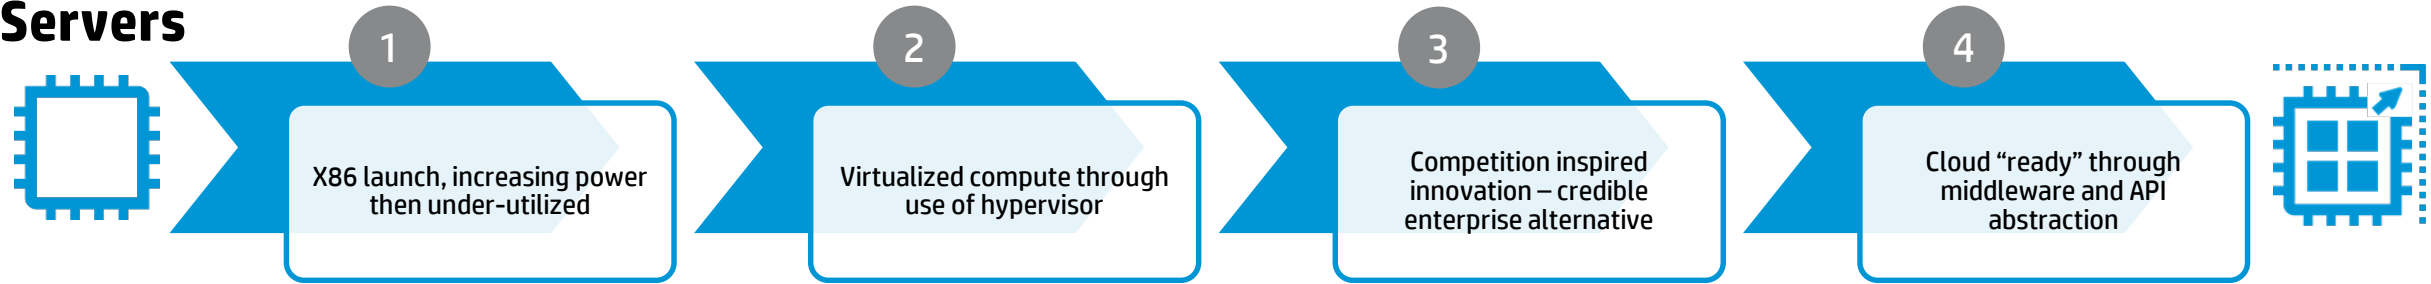 Servers
1
X86 launch, increasing power
then under-utilized
2
Virtualized compute through
use of hypervisor
3
Competition inspired
innovation – credible
enterprise alternative
4
Cloud “ready” through
middleware and API
abstraction